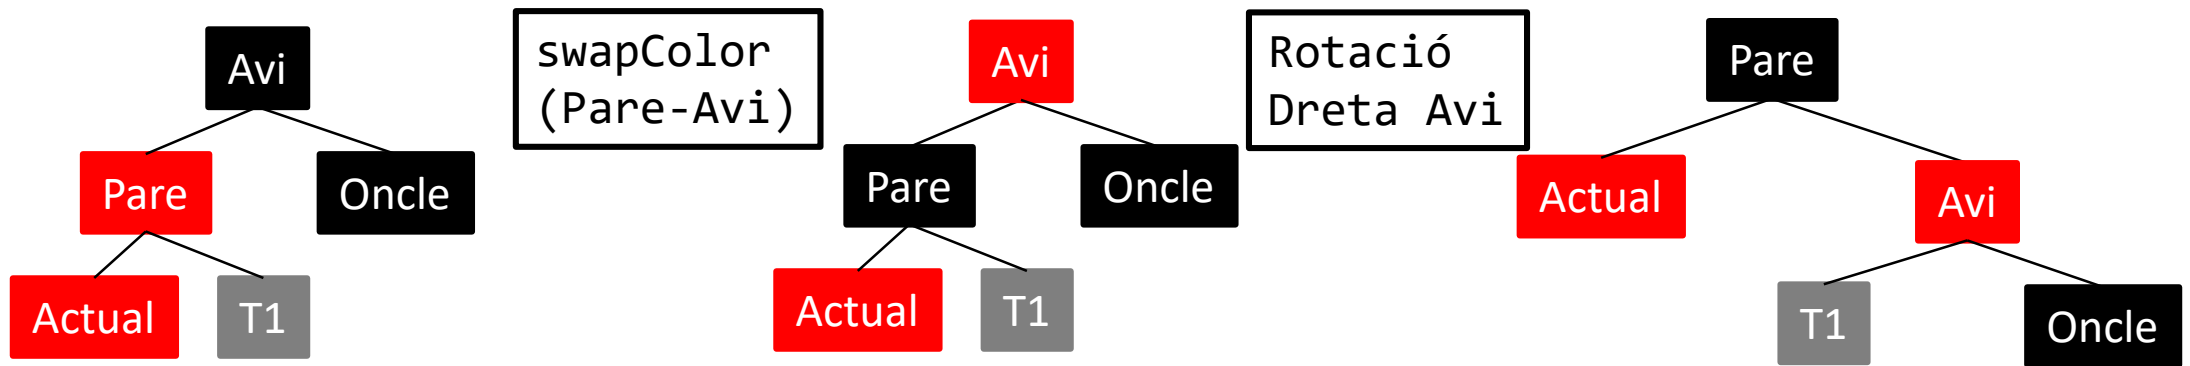 Avi
Pare
Oncle
Actual
T1
swapColor
(Pare-Avi)
Avi
Pare
Oncle
Actual
T1
Rotació
Dreta Avi
Pare
Actual
Avi
T1
Oncle